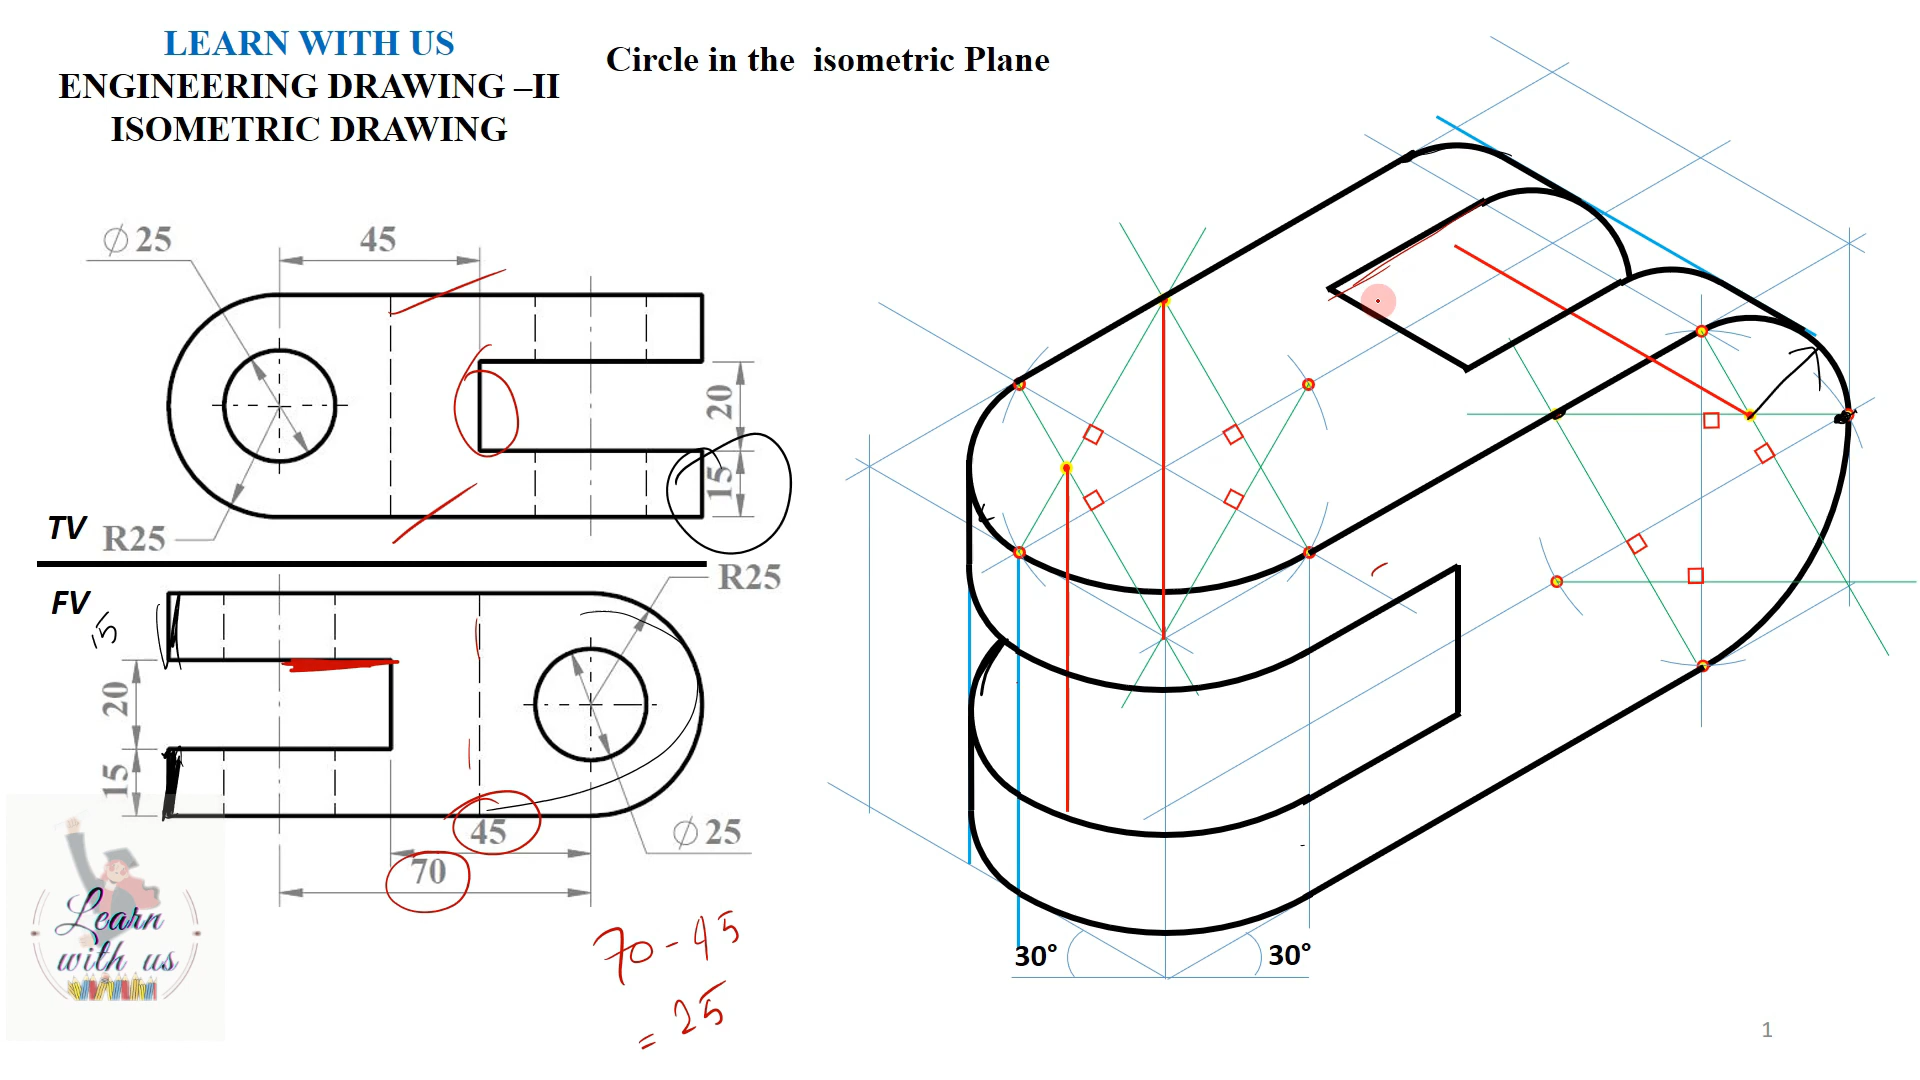 LEARN WITH US
ENGINEERING DRAWING –II
ISOMETRIC DRAWING
Circle in the isometric Plane
∅25
45
20
15
TV
R25
FV
R25
15
20
15
45
∅25
70
70 - 45
= 25
Learn
with us
30°
30°
1